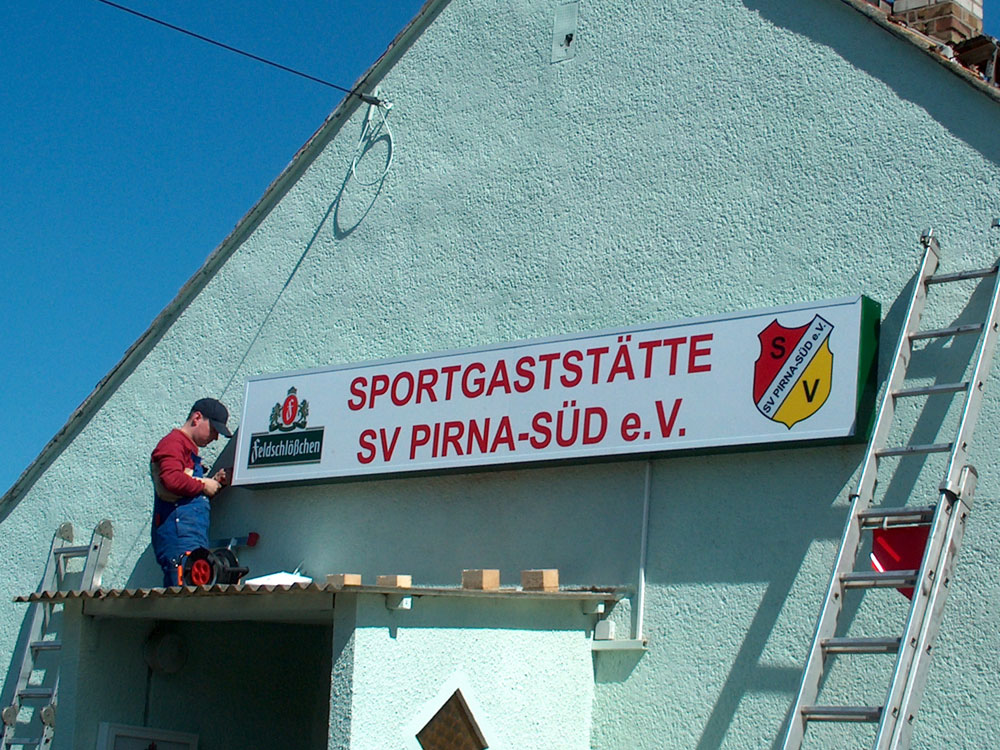 SPORTGASTSTÄTTE
SV PIRNA-SÜD e.V.
f
Feldschlößchen
S
SV PIRNA-SÜD e.V.
V